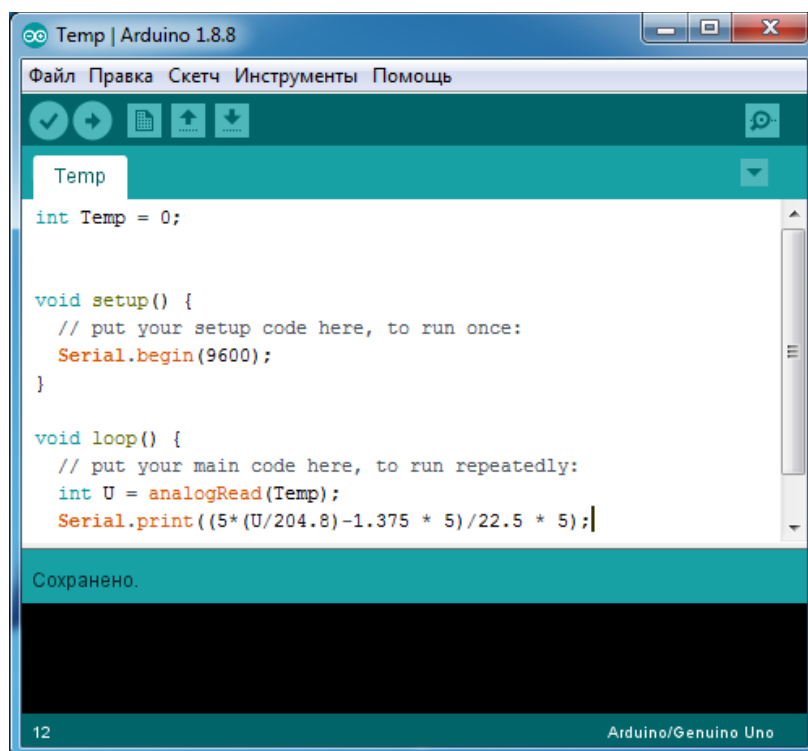 Temp | Arduino 1.8.8
Файл Правка Скетч Инструменты Помощь
Temp
int Temp = 0;
void setup() {
// put your setup code here, to run once:
Serial.begin(9600);
}
void loop() {
// put your main code here, to run repeatedly:
int U = analogRead(Temp);
Serial.print((5*(U/204.8)-1.375 * 5)/22.5 * 5);
Сохранено.
12 Arduino/Genuino Uno